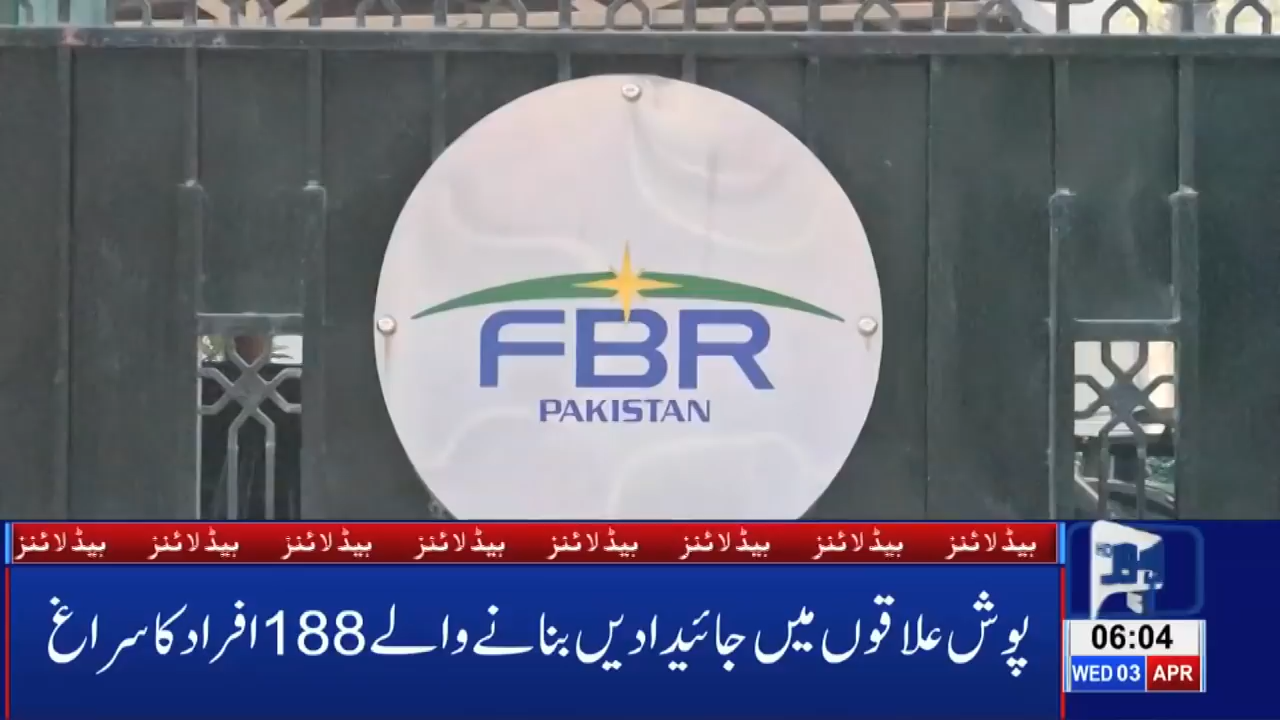 FBR
PAKISTAN
ہیڈلائنز ہیڈلائنز ہیڈلائنز ہیڈلائنز ہیڈلائنز ہیڈلائنز ہیڈلائنز ہیڈلائنز
پوش علاقوں میں جائیدادیں بنانے والے 188 افراد کا سراغ
06:04
WED 03 APR